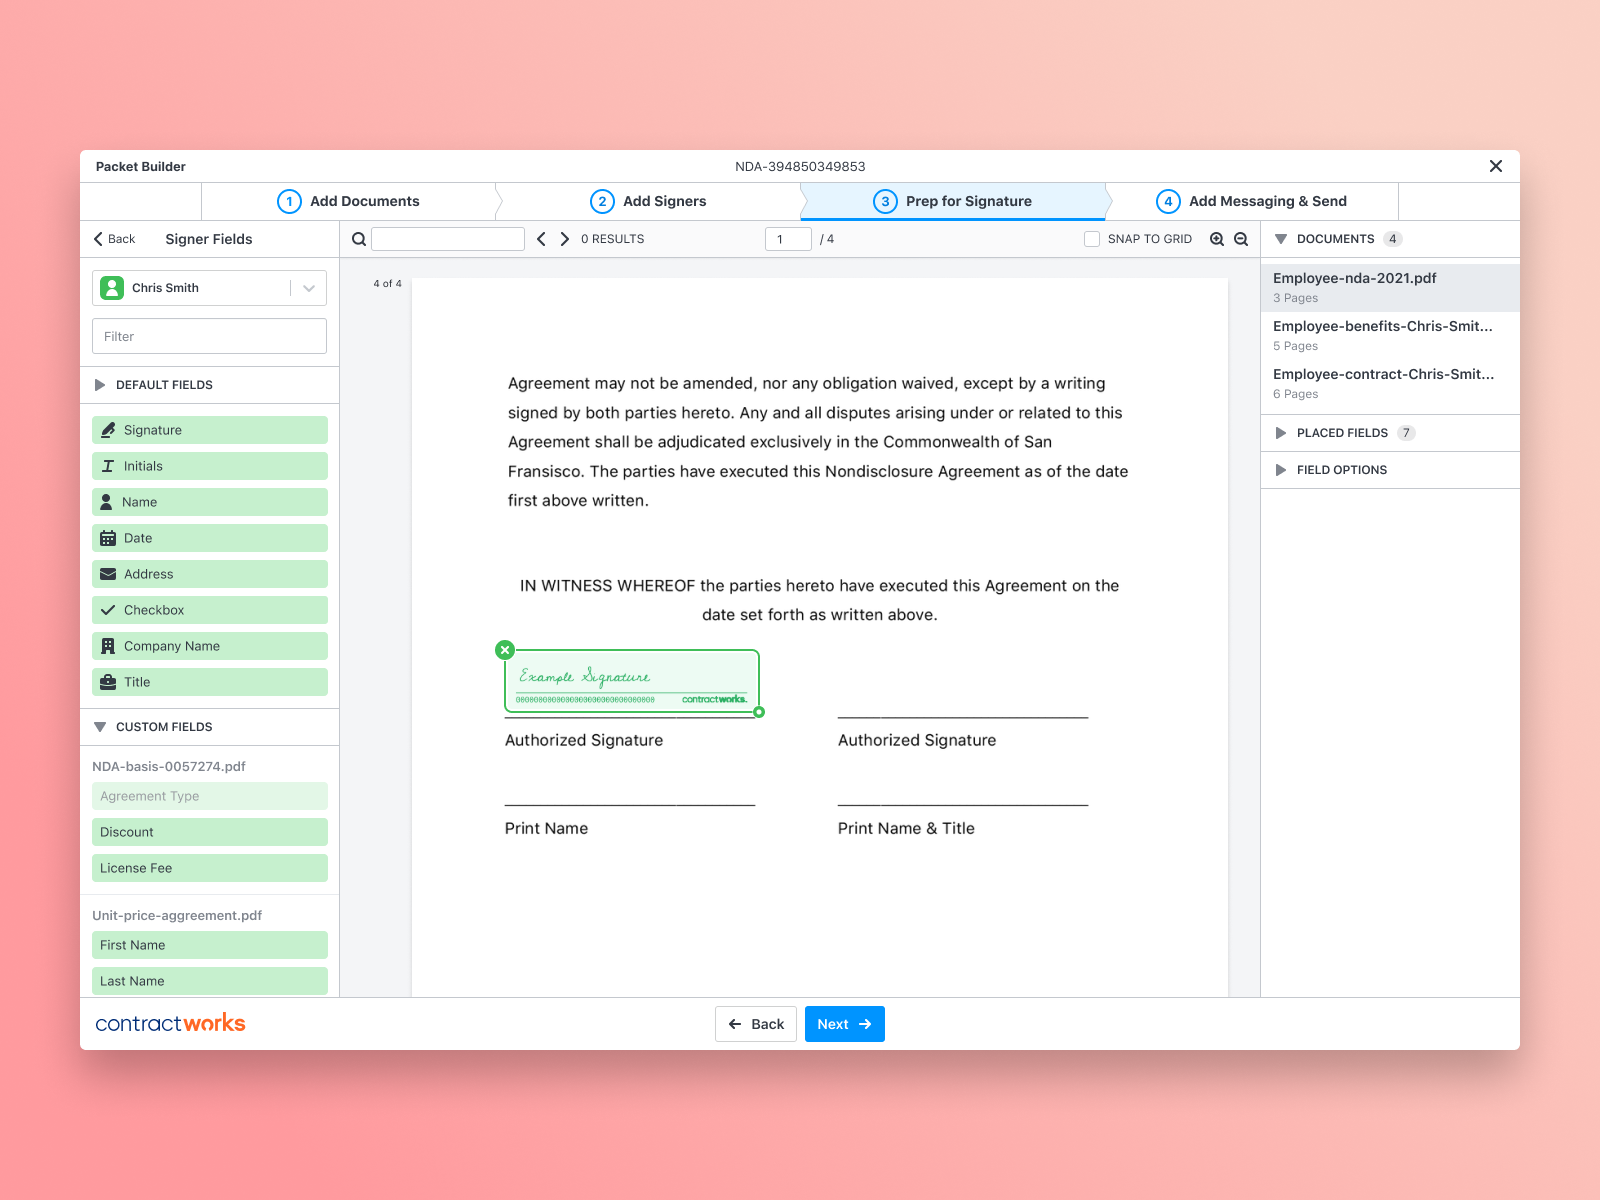 Packet Builder
NDA-394850349853
1 Add Documents
2 Add Signers
3 Prep for Signature
4 Add Messaging & Send
Back
Signer Fields
0 RESULTS
1 / 4
SNAP TO GRID
DOCUMENTS 4
Chris Smith
Filter
DEFAULT FIELDS
Signature
Initials
Name
Date
Address
Checkbox
Company Name
Title
CUSTOM FIELDS
NDA-basis-0057274.pdf
Agreement Type
Discount
License Fee
Unit-price-aggreement.pdf
First Name
Last Name
4 of 4
Agreement may not be amended, nor any obligation waived, except by a writing
signed by both parties hereto. Any and all disputes arising under or related to this
Agreement shall be adjudicated exclusively in the Commonwealth of San
Fransisco. The parties have executed this Nondisclosure Agreement as of the date
first above written.
IN WITNESS WHEREOF the parties hereto have executed this Agreement on the
date set forth as written above.
Example Signature
contractworks.
Authorized Signature
Authorized Signature
Print Name
Print Name & Title
Employee-nda-2021.pdf
3 Pages
Employee-benefits-Chris-Smit...
5 Pages
Employee-contract-Chris-Smit...
6 Pages
PLACED FIELDS 7
FIELD OPTIONS
contractworks
Back
Next